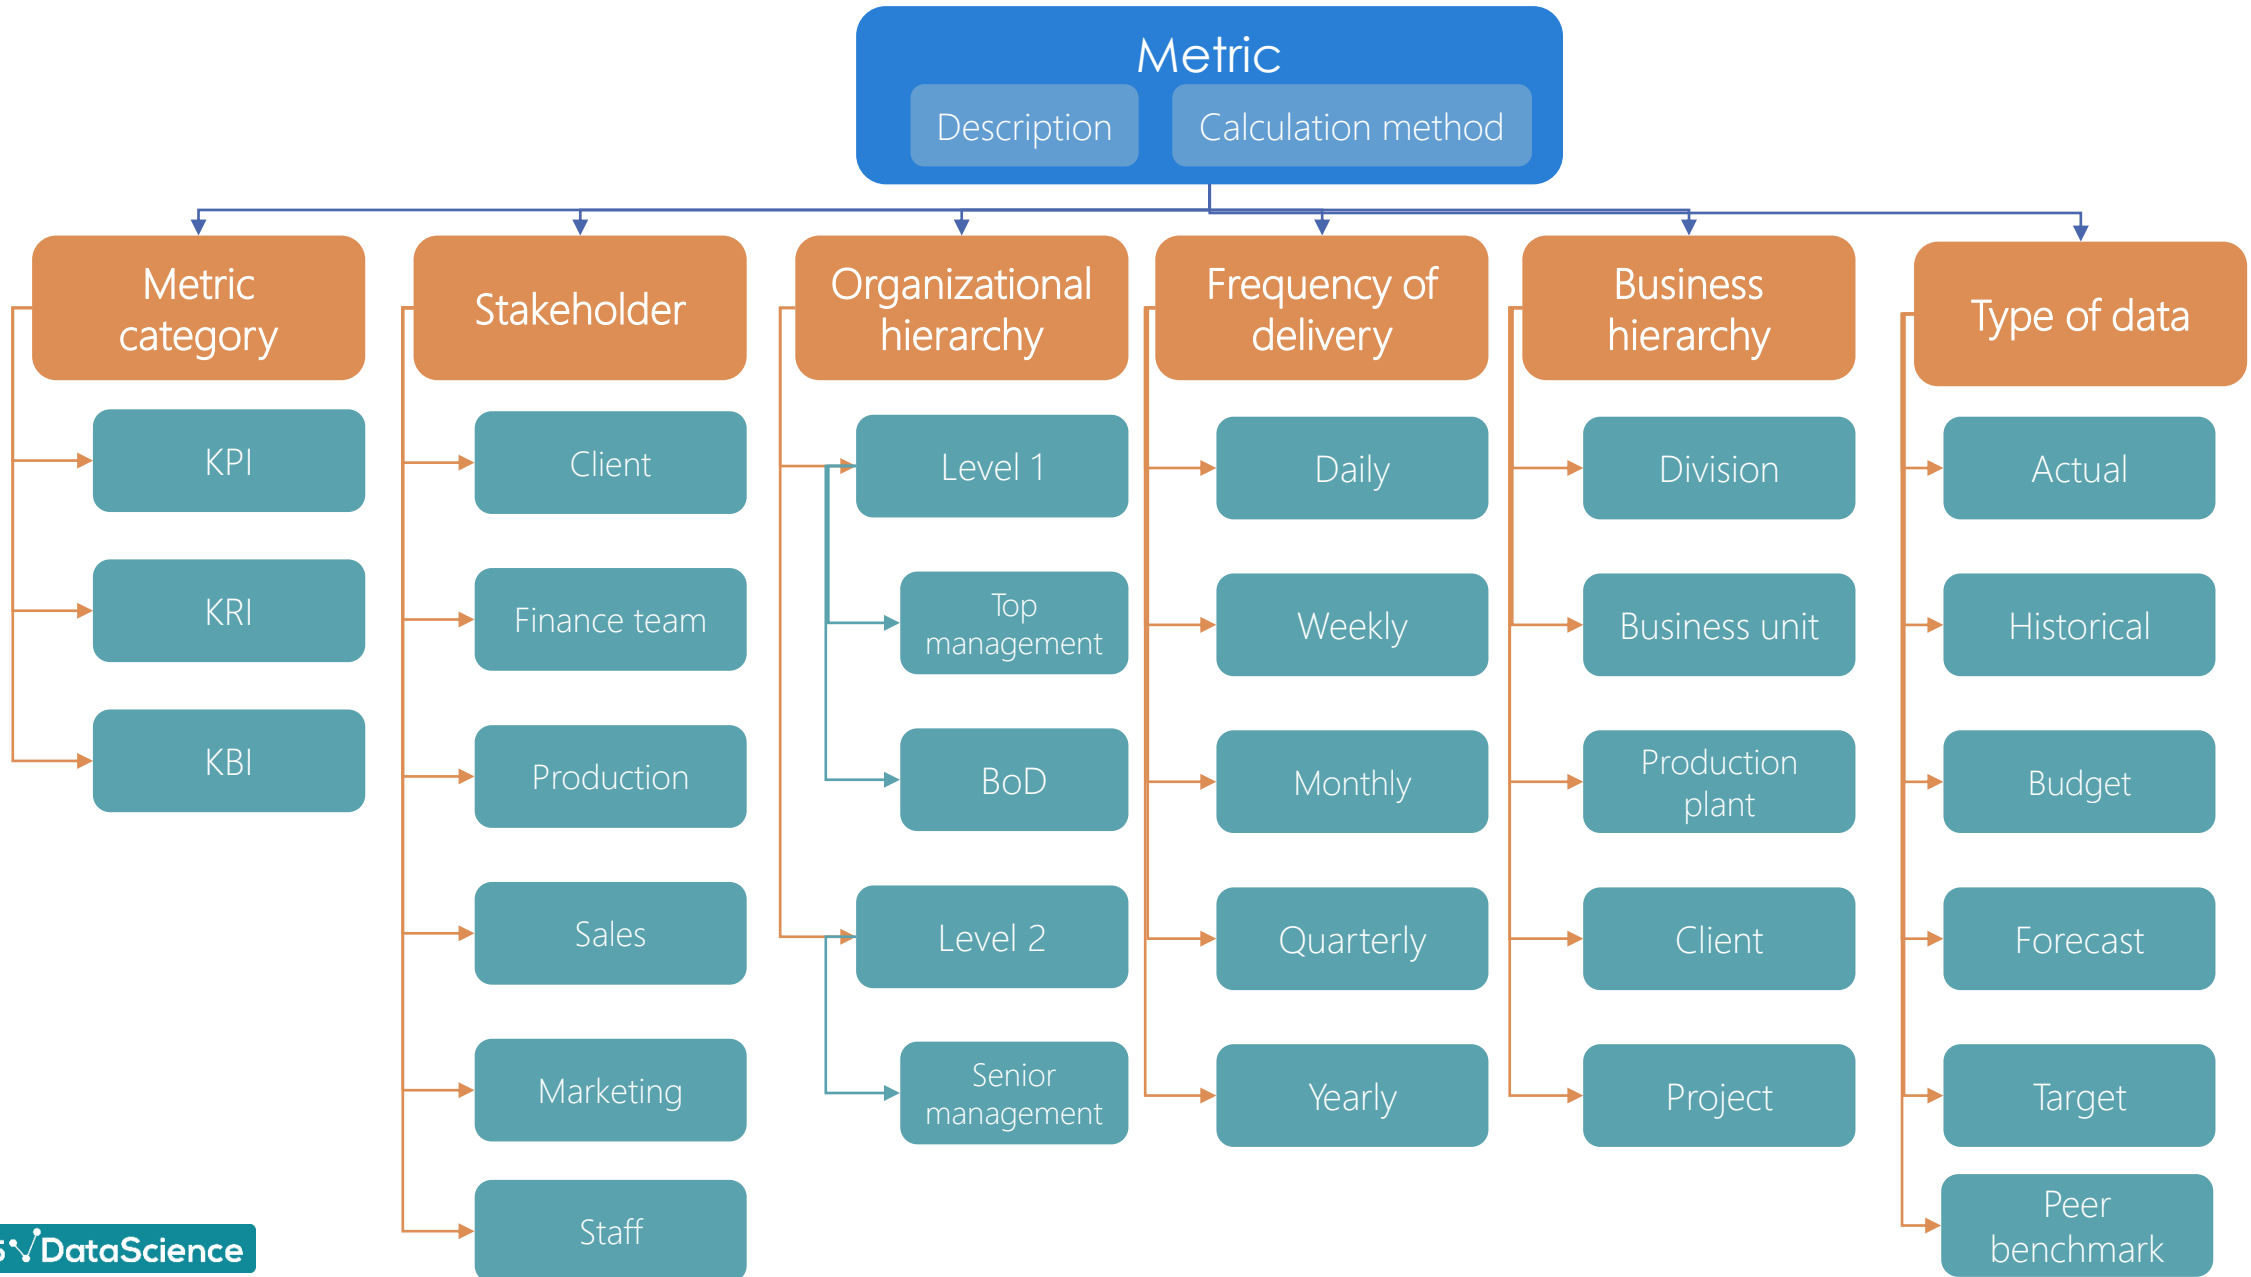 Metric
Description
Calculation method
Metric
category
KPI
KRI
KBI
Stakeholder
Client
Finance team
Production
Sales
Marketing
Staff
Organizational
hierarchy
Level 1
Top
management
BoD
Level 2
Senior
management
Frequency of
delivery
Daily
Weekly
Monthly
Quarterly
Yearly
Business
hierarchy
Division
Business unit
Production
plant
Client
Project
Type of data
Actual
Historical
Budget
Forecast
Target
Peer
benchmark
DataScience